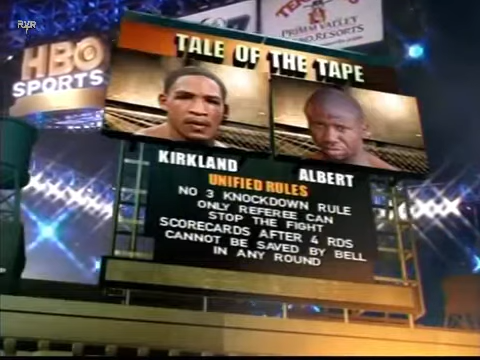 RVR
HBO
SPORTS
PRIMM VALLEY
RESORTS
TALE OF THE TAPE
KIRKLAND
ALBERT
UNIFIED RULES
NO 3 KNOCKDOWN RULE
ONLY REFEREE CAN
STOP THE FIGHT
SCORECARDS AFTER 4 RDS
CANNOT BE SAVED BY BELL
IN ANY ROUND